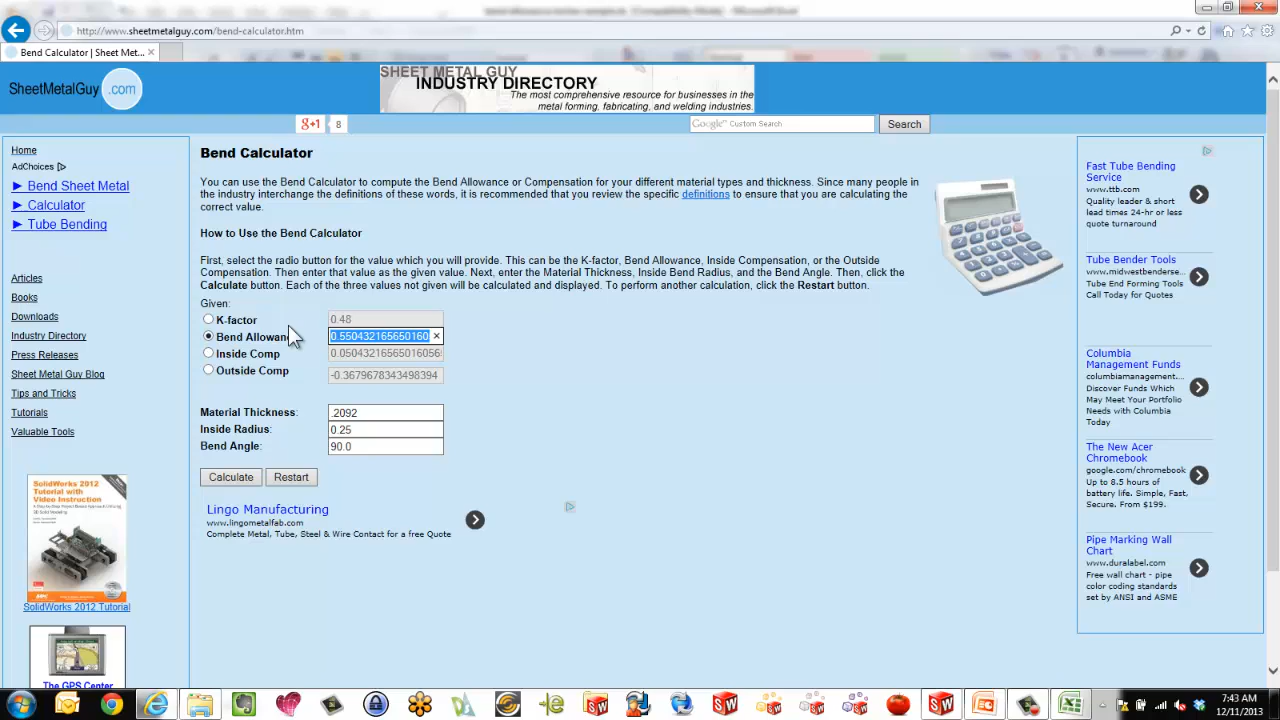 http://www.sheetmetalguy.com/bend-calculator.htm
Bend Calculator | Sheet Met...
SheetMetalGuy .com
SHEET METAL GUY
INDUSTRY DIRECTORY
The most comprehensive resource for businesses in the
metal forming, fabricating, and welding industries.
g+1 8
Google™ Custom Search
Search
Home
AdChoices
► Bend Sheet Metal
► Calculator
► Tube Bending
Articles
Books
Downloads
Industry Directory
Press Releases
Sheet Metal Guy Blog
Tips and Tricks
Tutorials
Valuable Tools
SolidWorks 2012
Tutorial with
Video Instruction
SolidWorks 2012 Tutorial
The GPS Center
Bend Calculator
You can use the Bend Calculator to compute the Bend Allowance or Compensation for your different material types and thickness. Since many people in
the industry interchange the definitions of these words, it is recommended that you review the specific definitions to ensure that you are calculating the
correct value.
How to Use the Bend Calculator
First, select the radio button for the value which you will provide. This can be the K-factor, Bend Allowance, Inside Compensation, or the Outside
Compensation. Then enter that value as the given value. Next, enter the Material Thickness, Inside Bend Radius, and the Bend Angle. Then, click the
Calculate button. Each of the three values not given will be calculated and displayed. To perform another calculation, click the Restart button.
Given:
K-factor 0.48
Bend Allowan 0.550432165650160
Inside Comp 0.0504321656501605
Outside Comp -0.3679678343498394
Material Thickness: .2092
Inside Radius: 0.25
Bend Angle: 90.0
Calculate Restart
Lingo Manufacturing
www.lingometalfab.com
Complete Metal, Tube, Steel & Wire Contact for a free Quote
Fast Tube Bending
Service
www.ttb.com
Quality leader & short
lead times 24-hr or less
quote turnaround
Tube Bender Tools
www.midwestbenderse...
Tube End Forming Tools
Call Today for Quotes
Columbia
Management Funds
columbiamanagement....
Discover Funds Which
May Meet Your Portfolio
Needs with Columbia
Today
The New Acer
Chromebook
google.com/chromebook
Up to 8.5 hours of
battery life. Simple, Fast,
Secure. From $199.
Pipe Marking Wall
Chart
www.duralabel.com
Free wall chart - pipe
color coding standards
set by ANSI and ASME
7:43 AM
12/11/2013